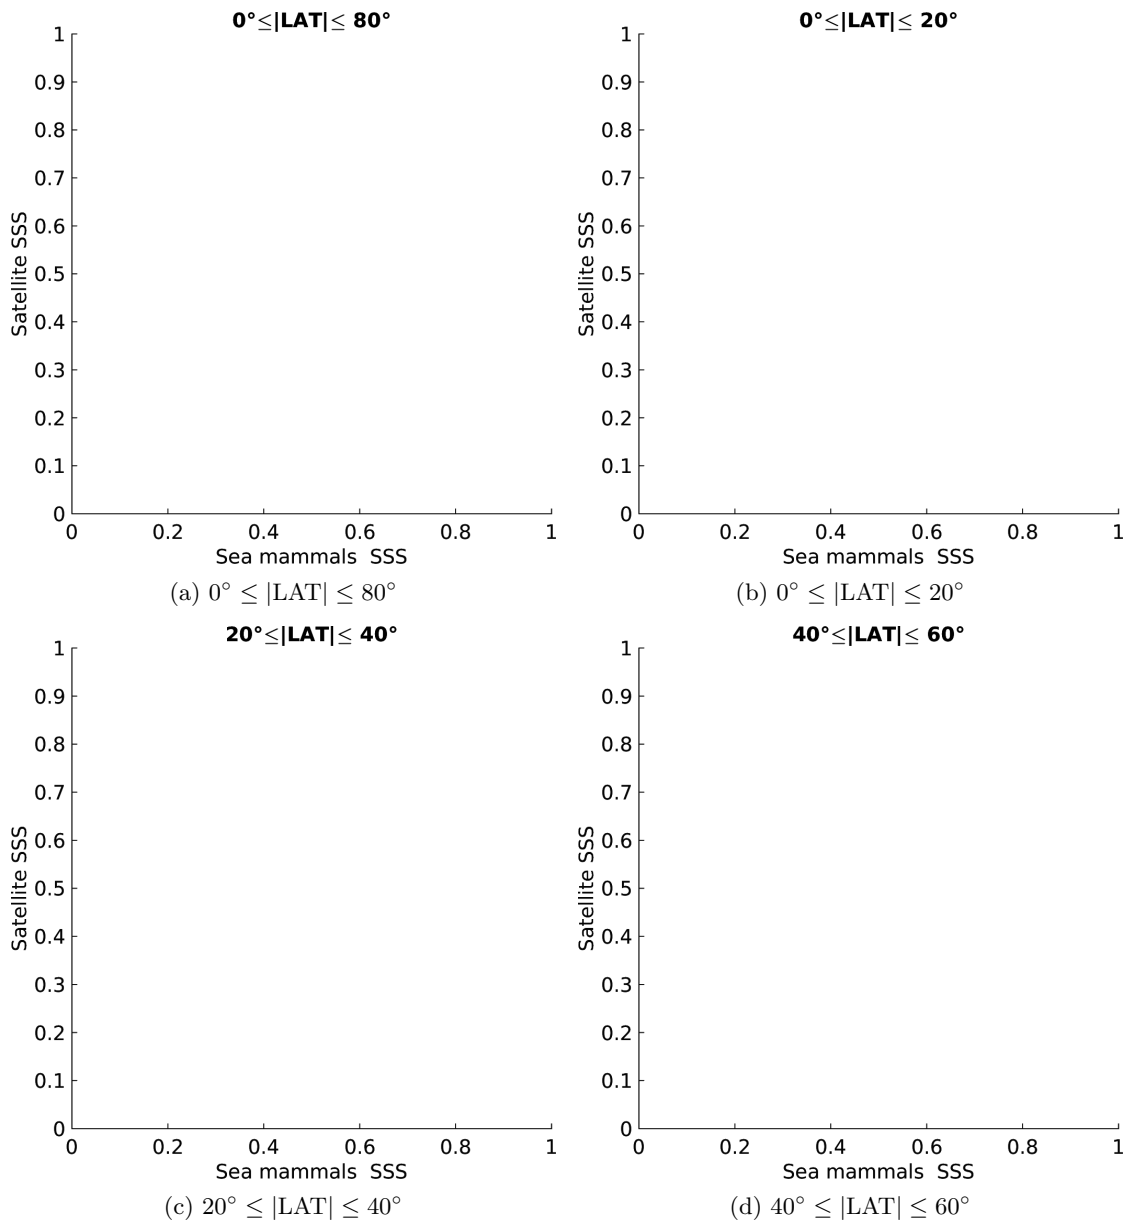 0°≤|LAT|≤ 80°
1
0.9
0.8
0.7
0.6
0.5
0.4
0.3
0.2
0.1
0
Satellite SSS
0 0.2 0.4 0.6 0.8 1
Sea mammals  SSS
(a) 0° ≤ |LAT| ≤ 80°
0°≤|LAT|≤ 20°
1
0.9
0.8
0.7
0.6
0.5
0.4
0.3
0.2
0.1
0
Satellite SSS
0 0.2 0.4 0.6 0.8 1
Sea mammals  SSS
(b) 0° ≤ |LAT| ≤ 20°
20°≤|LAT|≤ 40°
1
0.9
0.8
0.7
0.6
0.5
0.4
0.3
0.2
0.1
0
Satellite SSS
0 0.2 0.4 0.6 0.8 1
Sea mammals  SSS
(c) 20° ≤ |LAT| ≤ 40°
40°≤|LAT|≤ 60°
1
0.9
0.8
0.7
0.6
0.5
0.4
0.3
0.2
0.1
0
Satellite SSS
0 0.2 0.4 0.6 0.8 1
Sea mammals  SSS
(d) 40° ≤ |LAT| ≤ 60°